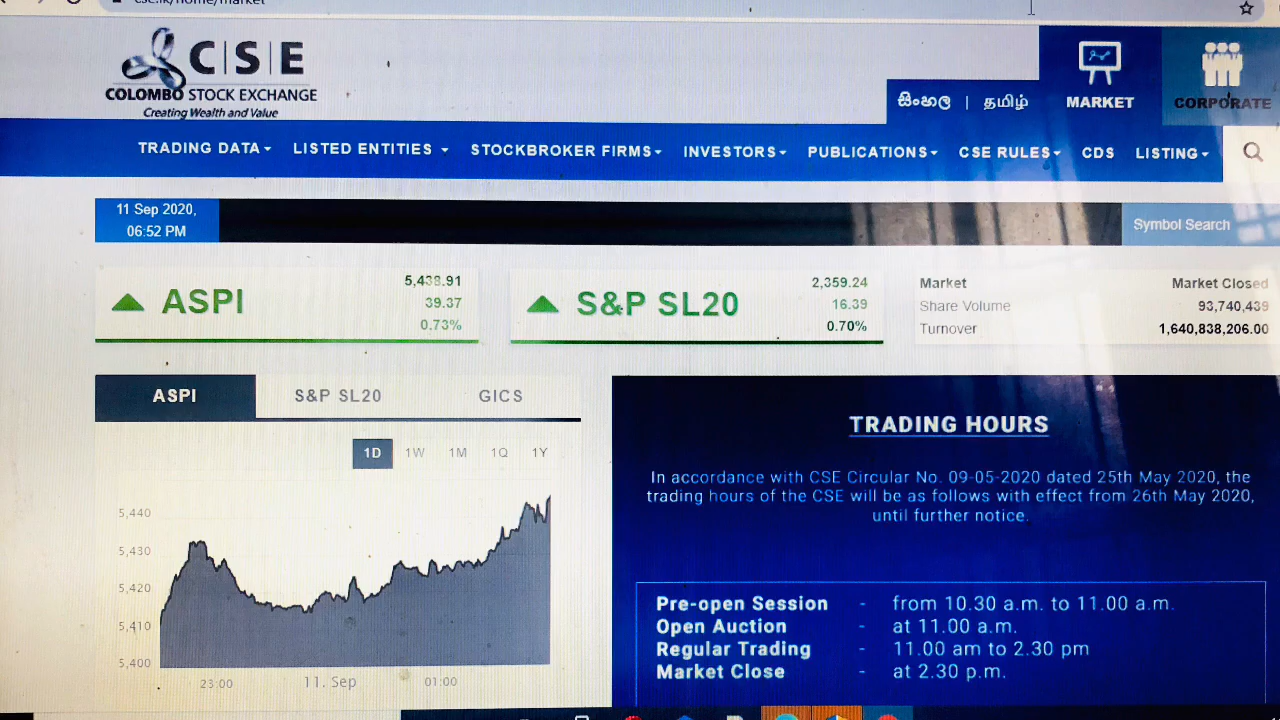 cse.lk/home/market
C|S|E
COLOMBO STOCK EXCHANGE
Creating Wealth and Value
සිංහල | தமிழ்
MARKET
CORPORATE
TRADING DATA LISTED ENTITIES STOCKBROKER FIRMS INVESTORS PUBLICATIONS CSE RULES CDS LISTING
11 Sep 2020,
06:52 PM
Symbol Search
ASPI
5,438.91
39.37
0.73%
S&P SL20
2,359.24
16.39
0.70%
Market Market Closed
Share Volume 93,740,439
Turnover 1,640,838,206.00
ASPI S&P SL20 GICS
1D 1W 1M 1Q 1Y
5,440
5,430
5,420
5,410
5,400
23:00 11. Sep 01:00
TRADING HOURS
In accordance with CSE Circular No. 09-05-2020 dated 25th May 2020, the
trading hours of the CSE will be as follows with effect from 26th May 2020,
until further notice.
Pre-open Session - from 10.30 a.m. to 11.00 a.m.
Open Auction - at 11.00 a.m.
Regular Trading - 11.00 am to 2.30 pm
Market Close - at 2.30 p.m.